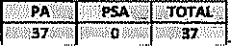 PA PSA TOTAL
37 0 37